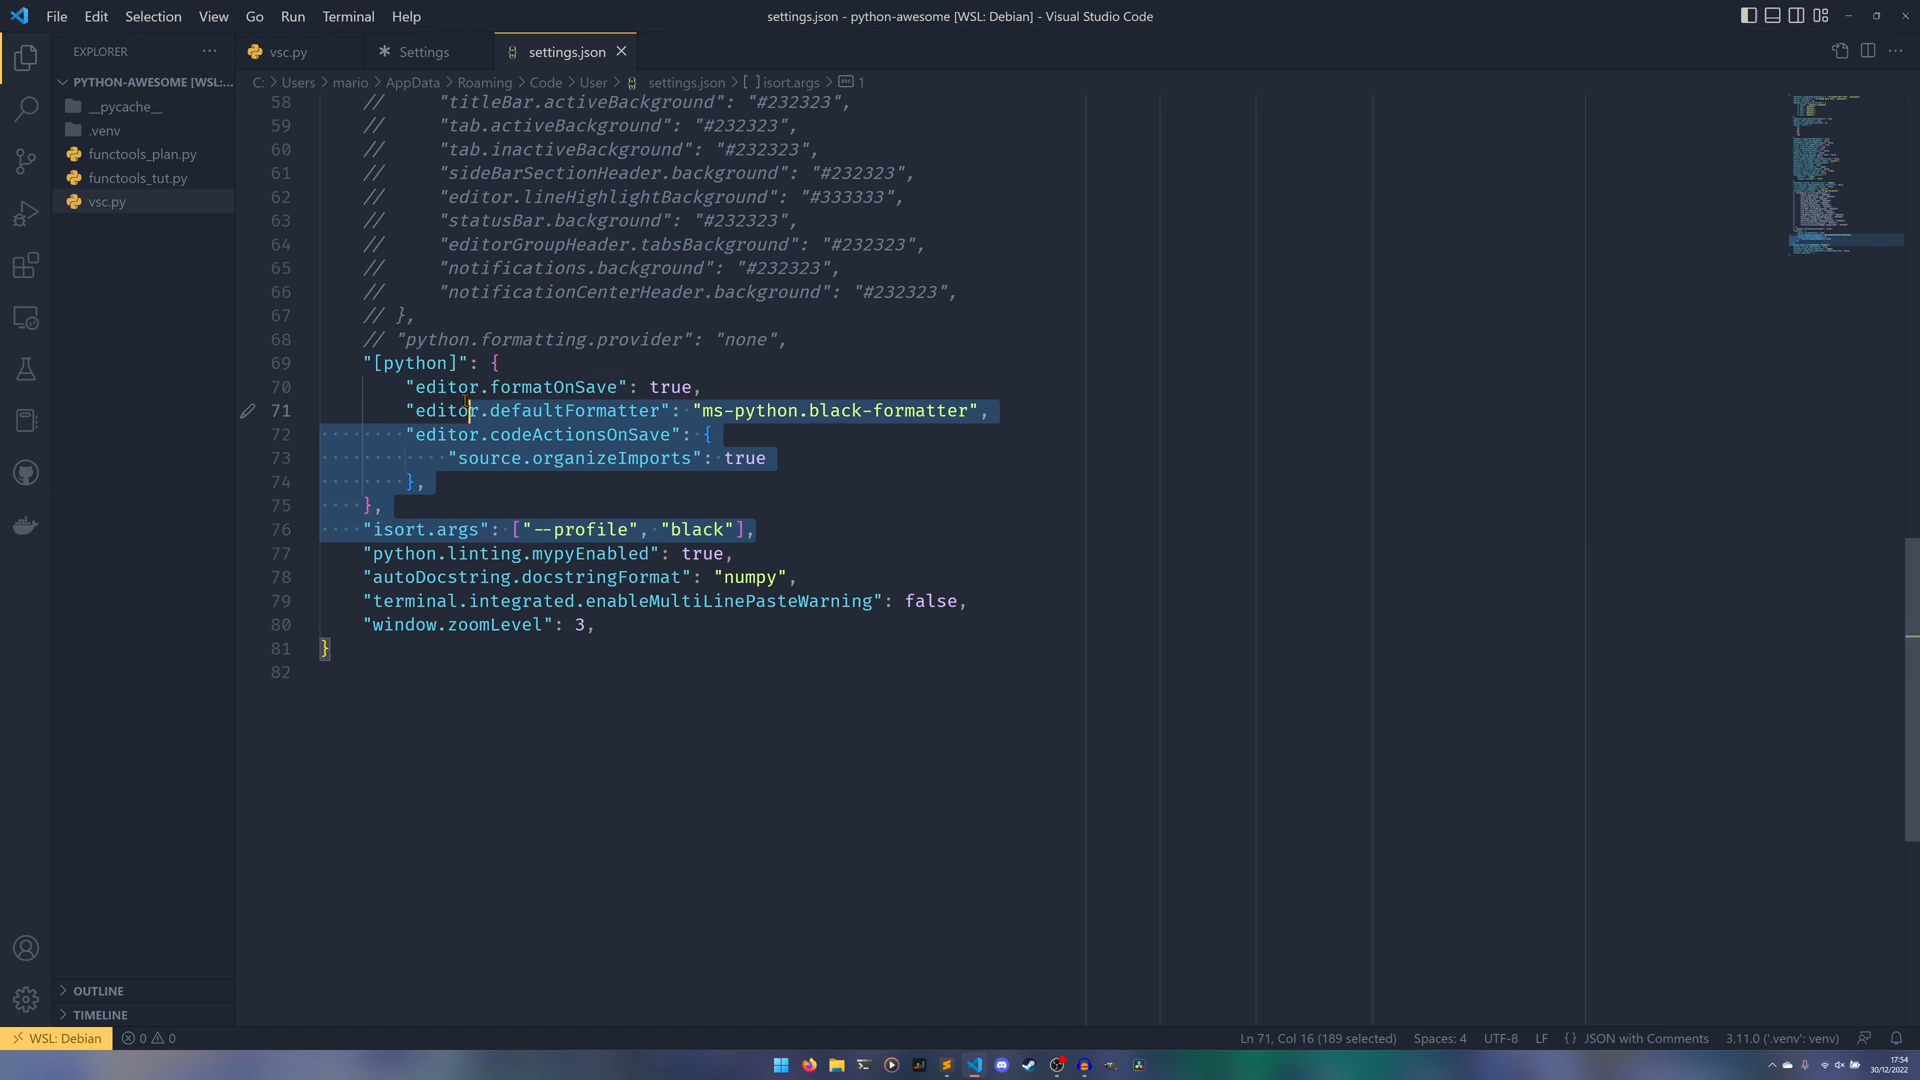 File Edit Selection View Go Run Terminal Help
settings.json - python-awesome [WSL: Debian] - Visual Studio Code
EXPLORER ···
vsc.py
Settings
settings.json
PYTHON-AWESOME [WSL:...
__pycache__
.venv
functools_plan.py
functools_tut.py
vsc.py
C: > Users > mario > AppData > Roaming > Code > User > settings.json > [ ] isort.args > 1
58 // "titleBar.activeBackground": "#232323",
59 // "tab.activeBackground": "#232323",
60 // "tab.inactiveBackground": "#232323",
61 // "sideBarSectionHeader.background": "#232323",
62 // "editor.lineHighlightBackground": "#333333",
63 // "statusBar.background": "#232323",
64 // "editorGroupHeader.tabsBackground": "#232323",
65 // "notifications.background": "#232323",
66 // "notificationCenterHeader.background": "#232323",
67 // },
68 // "python.formatting.provider": "none",
69 "[python]": {
70 "editor.formatOnSave": true,
71 "editor.defaultFormatter": "ms-python.black-formatter",
72 "editor.codeActionsOnSave": {
73 "source.organizeImports": true
74 },
75 },
76 "isort.args": ["--profile", "black"],
77 "python.linting.mypyEnabled": true,
78 "autoDocstring.docstringFormat": "numpy",
79 "terminal.integrated.enableMultiLinePasteWarning": false,
80 "window.zoomLevel": 3,
81 }
82
OUTLINE
TIMELINE
WSL: Debian 0 0
Ln 71, Col 16 (189 selected) Spaces: 4 UTF-8 LF { } JSON with Comments 3.11.0 ('.venv': venv)
17:54
30/12/2022